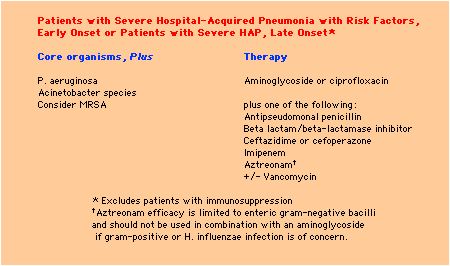 Patients with Severe Hospital-Acquired Pneumonia with Risk Factors,
Early Onset or Patients with Severe HAP, Late Onset*
Core organisms, Plus
Therapy
P. aeruginosa
Aminoglycoside or ciprofloxacin
Acinetobacter species
Consider MRSA
plus one of the following:
Antipseudomonal penicillin
Beta lactam/beta-lactamase inhibitor
Ceftazidime or cefoperazone
Imipenem
Aztreonam†
+/- Vancomycin
* Excludes patients with immunosuppression
†Aztreonam efficacy is limited to enteric gram-negative bacilli
and should not be used in combination with an aminoglycoside
if gram-positive or H. influenzae infection is of concern.